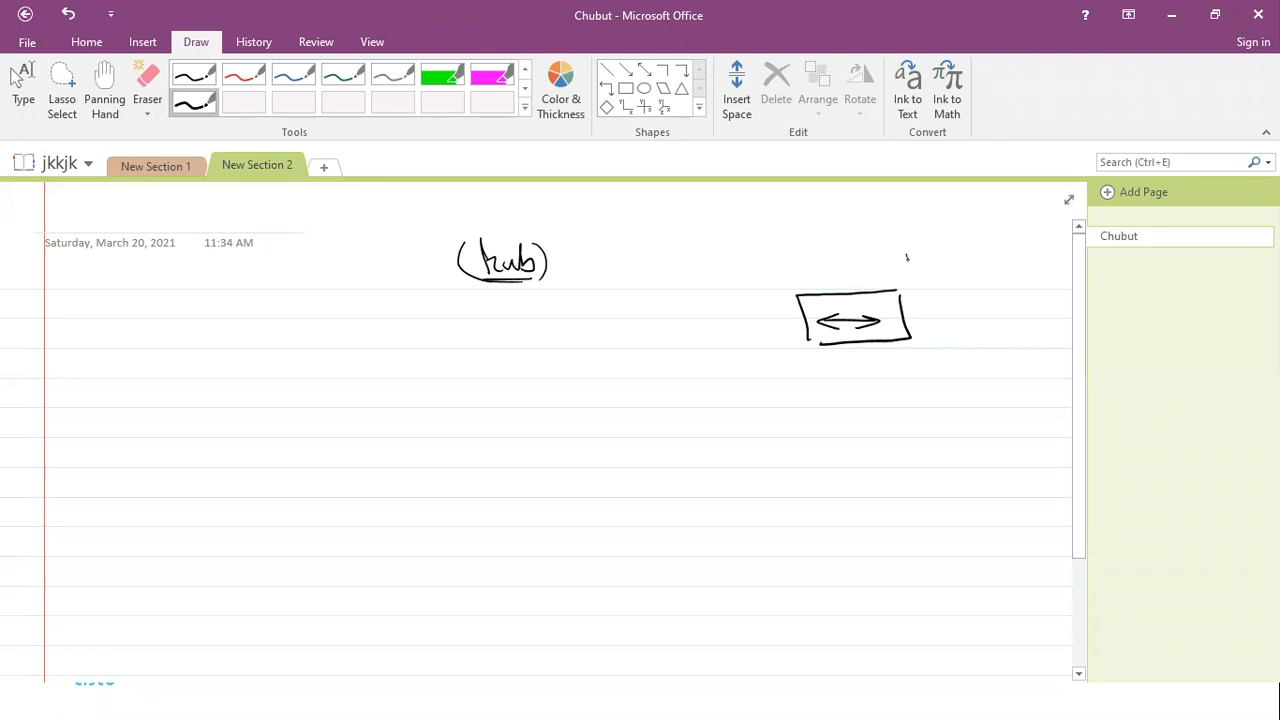 Chubut - Microsoft Office
?
File
Home
Insert
Draw
History
Review
View
Sign in
Type
Lasso Select
Panning Hand
Eraser
Color & Thickness
Insert Space
Delete
Arrange
Rotate
Ink to Text
Ink to Math
Tools
Shapes
Edit
Convert
jkkjk
New Section 1
New Section 2
Search (Ctrl+E)
Add Page
Chubut
Saturday, March 20, 2021
11:34 AM
(hub)